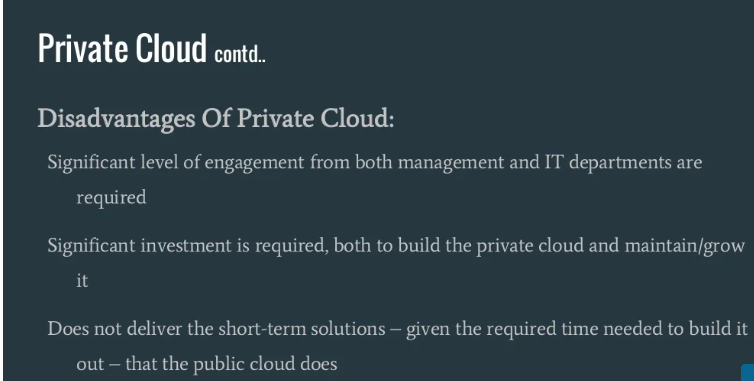 Private Cloud contd..
Disadvantages Of Private Cloud:
Significant level of engagement from both management and IT departments are
required
Significant investment is required, both to build the private cloud and maintain/grow
it
Does not deliver the short-term solutions – given the required time needed to build it
out – that the public cloud does